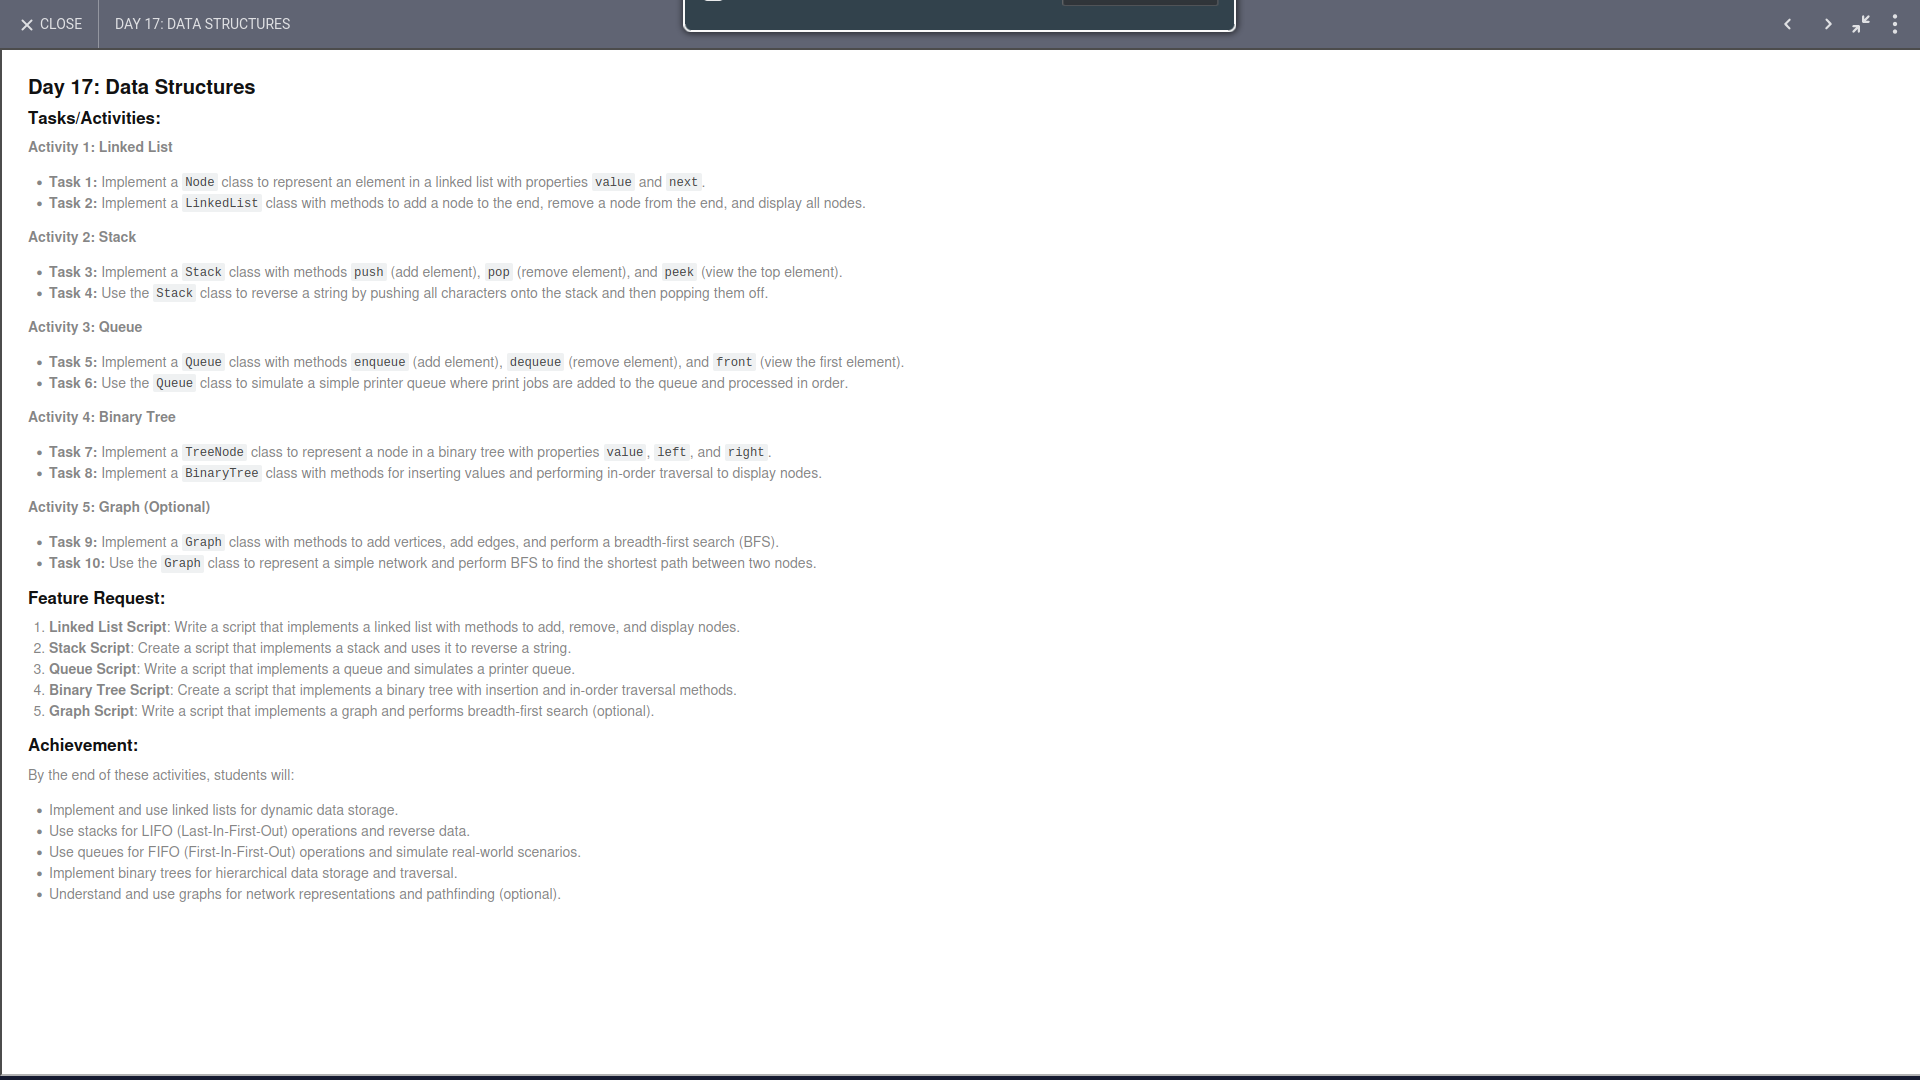 CLOSE
DAY 17: DATA STRUCTURES
Day 17: Data Structures
Tasks/Activities:
Activity 1: Linked List
• Task 1: Implement a Node class to represent an element in a linked list with properties value and next.
• Task 2: Implement a LinkedList class with methods to add a node to the end, remove a node from the end, and display all nodes.
Activity 2: Stack
• Task 3: Implement a Stack class with methods push (add element), pop (remove element), and peek (view the top element).
• Task 4: Use the Stack class to reverse a string by pushing all characters onto the stack and then popping them off.
Activity 3: Queue
• Task 5: Implement a Queue class with methods enqueue (add element), dequeue (remove element), and front (view the first element).
• Task 6: Use the Queue class to simulate a simple printer queue where print jobs are added to the queue and processed in order.
Activity 4: Binary Tree
• Task 7: Implement a TreeNode class to represent a node in a binary tree with properties value, left, and right.
• Task 8: Implement a BinaryTree class with methods for inserting values and performing in-order traversal to display nodes.
Activity 5: Graph (Optional)
• Task 9: Implement a Graph class with methods to add vertices, add edges, and perform a breadth-first search (BFS).
• Task 10: Use the Graph class to represent a simple network and perform BFS to find the shortest path between two nodes.
Feature Request:
1. Linked List Script: Write a script that implements a linked list with methods to add, remove, and display nodes.
2. Stack Script: Create a script that implements a stack and uses it to reverse a string.
3. Queue Script: Write a script that implements a queue and simulates a printer queue.
4. Binary Tree Script: Create a script that implements a binary tree with insertion and in-order traversal methods.
5. Graph Script: Write a script that implements a graph and performs breadth-first search (optional).
Achievement:
By the end of these activities, students will:
• Implement and use linked lists for dynamic data storage.
• Use stacks for LIFO (Last-In-First-Out) operations and reverse data.
• Use queues for FIFO (First-In-First-Out) operations and simulate real-world scenarios.
• Implement binary trees for hierarchical data storage and traversal.
• Understand and use graphs for network representations and pathfinding (optional).